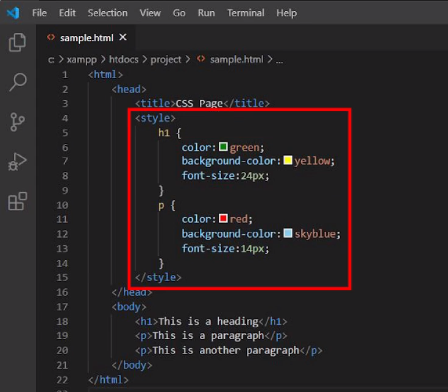 File Edit Selection View Go Run Terminal Help
sample.html
c: > xampp > htdocs > project > sample.html > ...
1 <html>
2 <head>
3 <title>CSS Page</title>
4 <style>
5 h1 {
6 color: green;
7 background-color: yellow;
8 font-size:24px;
9 }
10 p {
11 color: red;
12 background-color: skyblue;
13 font-size:14px;
14 }
15 </style>
16 </head>
17 <body>
18 <h1>This is a heading</h1>
19 <p>This is a paragraph</p>
20 <p>This is another paragraph</p>
21 </body>
22 </html>